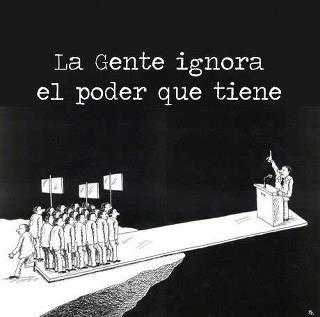 La Gente ignora
el poder que tiene